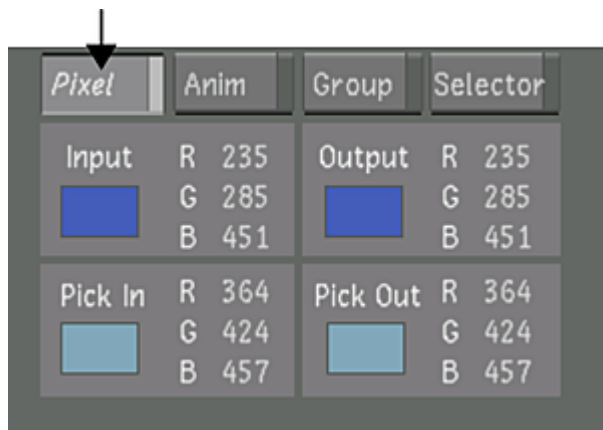 Pixel Anim Group Selector
Input R 235 Output R 235
G 285 G 285
B 451 B 451
Pick In R 364 Pick Out R 364
G 424 G 424
B 457 B 457